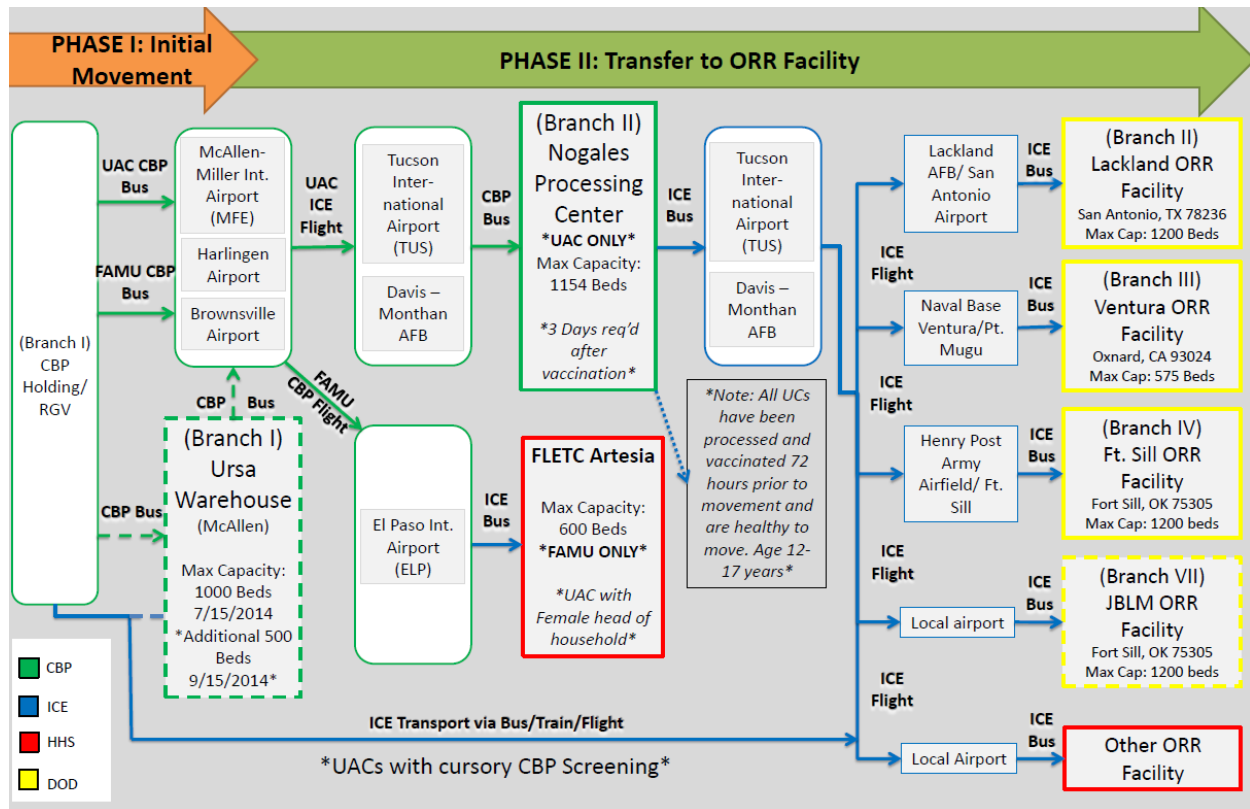 PHASE I: Initial
Movement
PHASE II: Transfer to ORR Facility
(Branch I)
CBP
Holding/
RGV
UAC CBP
Bus
FAMU CBP
Bus
CBP Bus
McAllen-
Miller Int.
Airport
(MFE)
Harlingen
Airport
Brownsville
Airport
CBP Bus
(Branch I)
Ursa
Warehouse
(McAllen)
Max Capacity:
1000 Beds
7/15/2014
*Additional 500
Beds
9/15/2014*
UAC
ICE
Flight
FAMU
CBP Flight
Tucson
Inter-
national
Airport
(TUS)
Davis –
Monthan
AFB
El Paso Int.
Airport
(ELP)
CBP
Bus
ICE
Bus
(Branch II)
Nogales
Processing
Center
*UAC ONLY*
Max Capacity:
1154 Beds
*3 Days req'd
after
vaccination*
FLETC Artesia
Max Capacity:
600 Beds
*FAMU ONLY*
*UAC with
Female head of
household*
ICE
Bus
Tucson
Inter-
national
Airport
(TUS)
Davis –
Monthan
AFB
*Note: All UCs
have been
processed and
vaccinated 72
hours prior to
movement and
are healthy to
move. Age 12-
17 years*
Lackland
AFB/ San
Antonio
Airport
ICE
Bus
(Branch II)
Lackland ORR
Facility
San Antonio, TX 78236
Max Cap: 1200 Beds
ICE
Flight
Naval Base
Ventura/Pt.
Mugu
ICE
Bus
(Branch III)
Ventura ORR
Facility
Oxnard, CA 93024
Max Cap: 575 Beds
ICE
Flight
Henry Post
Army
Airfield/ Ft.
Sill
ICE
Bus
(Branch IV)
Ft. Sill ORR
Facility
Fort Sill, OK 75305
Max Cap: 1200 beds
ICE
Flight
Local airport
ICE
Bus
(Branch VII)
JBLM ORR
Facility
Fort Sill, OK 75305
Max Cap: 1200 beds
ICE
Flight
Local Airport
ICE
Bus
Other ORR
Facility
ICE Transport via Bus/Train/Flight
*UACs with cursory CBP Screening*
CBP
ICE
HHS
DOD